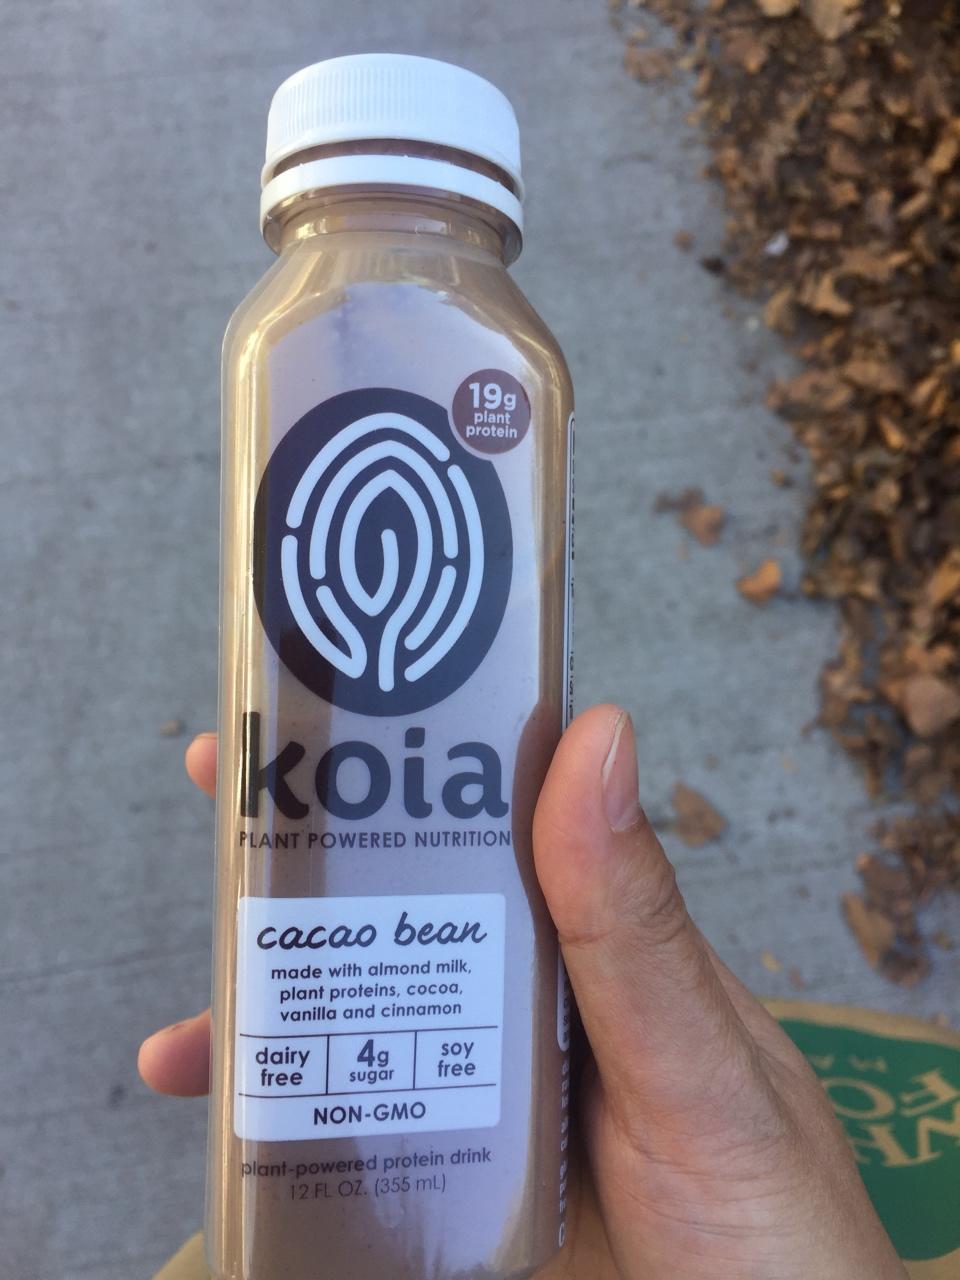 19g
plant
protein
koia
PLANT POWERED NUTRITION
cacao bean
made with almond milk,
plant proteins, cocoa,
vanilla and cinnamon
dairy
free
4g
sugar
soy
free
NON-GMO
plant-powered protein drink
12 FL OZ. (355 mL)